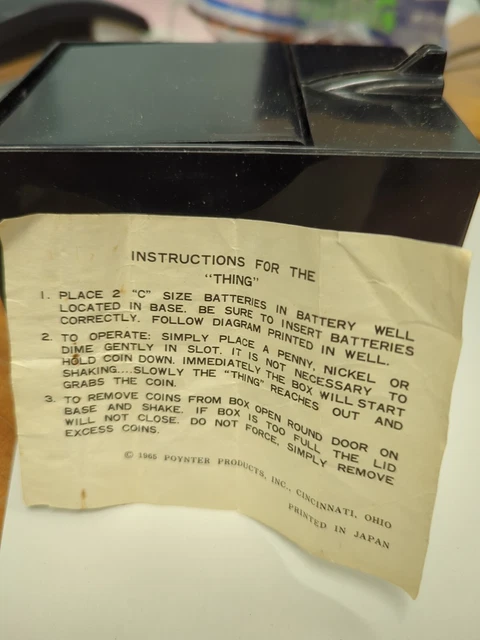 INSTRUCTIONS FOR THE
"THING"
1. PLACE 2 "C" SIZE BATTERIES IN BATTERY WELL
LOCATED IN BASE. BE SURE TO INSERT BATTERIES
CORRECTLY. FOLLOW DIAGRAM PRINTED IN WELL.
2. TO OPERATE: SIMPLY PLACE A PENNY, NICKEL OR
DIME GENTLY IN SLOT. IT IS NOT NECESSARY TO
HOLD COIN DOWN. IMMEDIATELY THE BOX WILL START
SHAKING....SLOWLY THE "THING" REACHES OUT AND
GRABS THE COIN.
3. TO REMOVE COINS FROM BOX OPEN ROUND DOOR ON
BASE AND SHAKE. IF BOX IS TOO FULL THE LID
WILL NOT CLOSE. DO NOT FORCE, SIMPLY REMOVE
EXCESS COINS.
© 1965 POYNTER PRODUCTS, INC., CINCINNATI, OHIO
PRINTED IN JAPAN